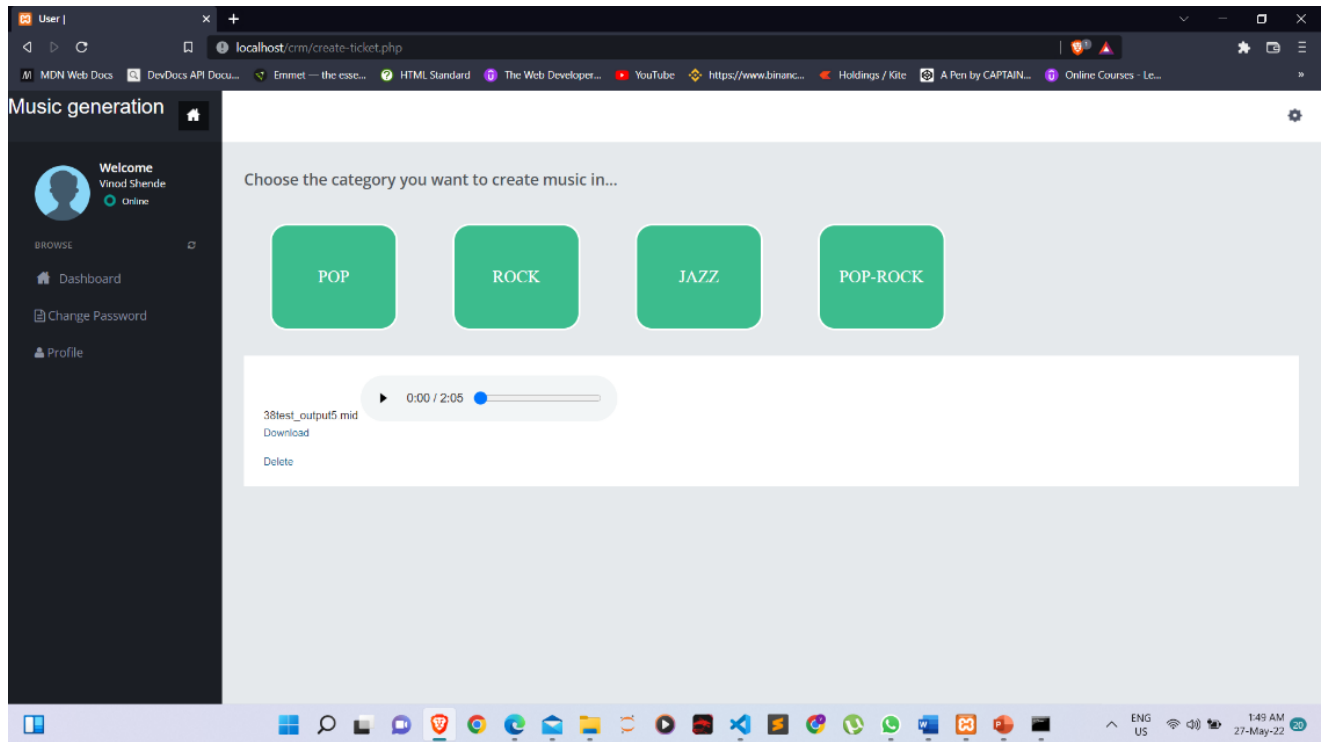 User |
localhost/crm/create-ticket.php
MDN Web Docs DevDocs API Docu... Emmet — the esse... HTML Standard The Web Developer... YouTube https://www.binanc... Holdings / Kite A Pen by CAPTAIN... Online Courses - Le... »
Music generation
Welcome
Vinod Shende
Online
BROWSE
Dashboard
Change Password
Profile
Choose the category you want to create music in...
POP ROCK JAZZ POP-ROCK
0:00 / 2:05
38test_output5 mid
Download
Delete
ENG
US
1:49 AM
27-May-22
20